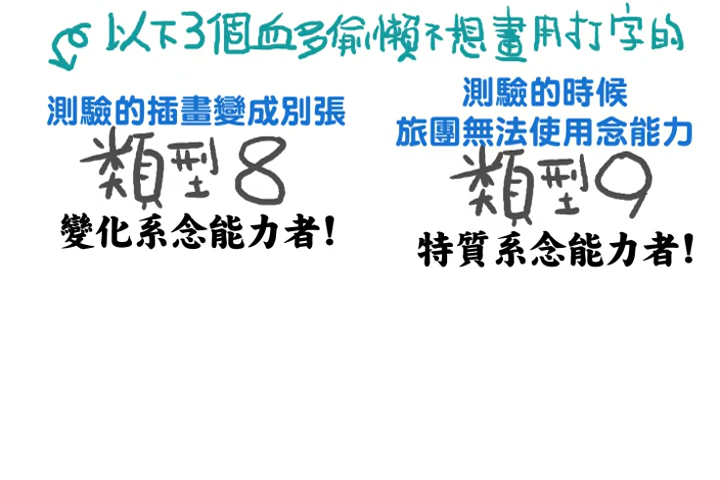 以下3個血多偷懶不想畫用打字的
測驗的插畫變成別張
類型8
變化系念能力者!
測驗的時候
旅團無法使用念能力
類型9
特質系念能力者!